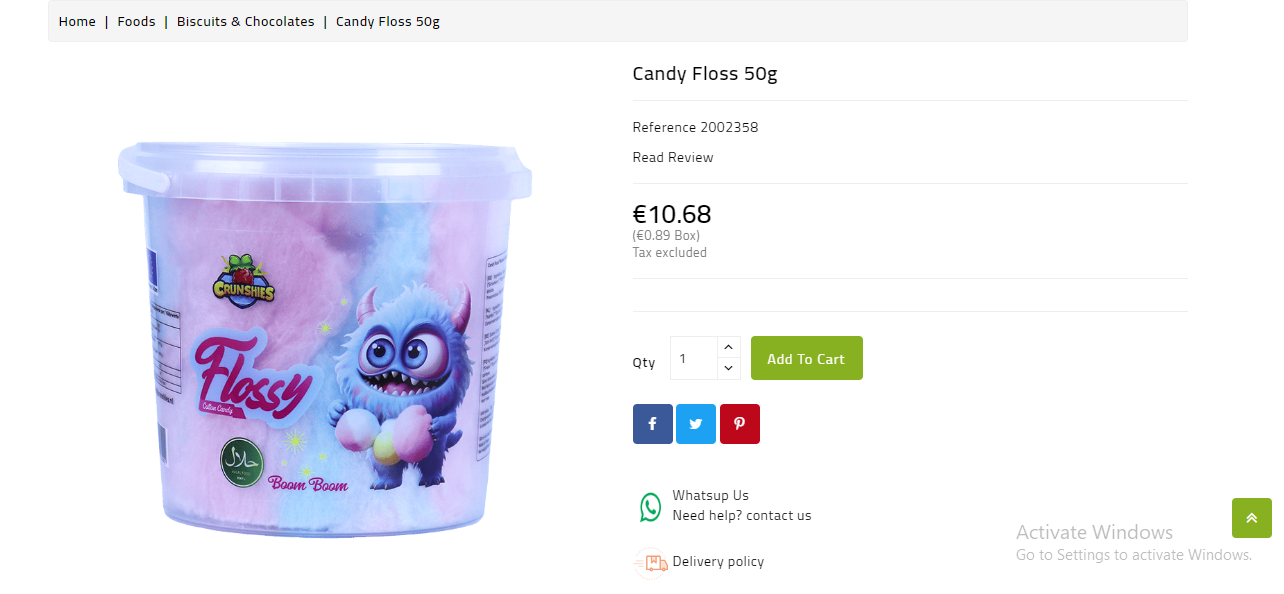 Home | Foods | Biscuits & Chocolates | Candy Floss 50g
Candy Floss 50g
Reference 2002358
Read Review
€10.68
(€0.89 Box)
Tax excluded
Qty
1
Add To Cart
CRUNSHIES
Flossy
Cotton Candy
حلال
Boom Boom
Whatsup Us
Need help? contact us
Delivery policy
Activate Windows
Go to Settings to activate Windows.